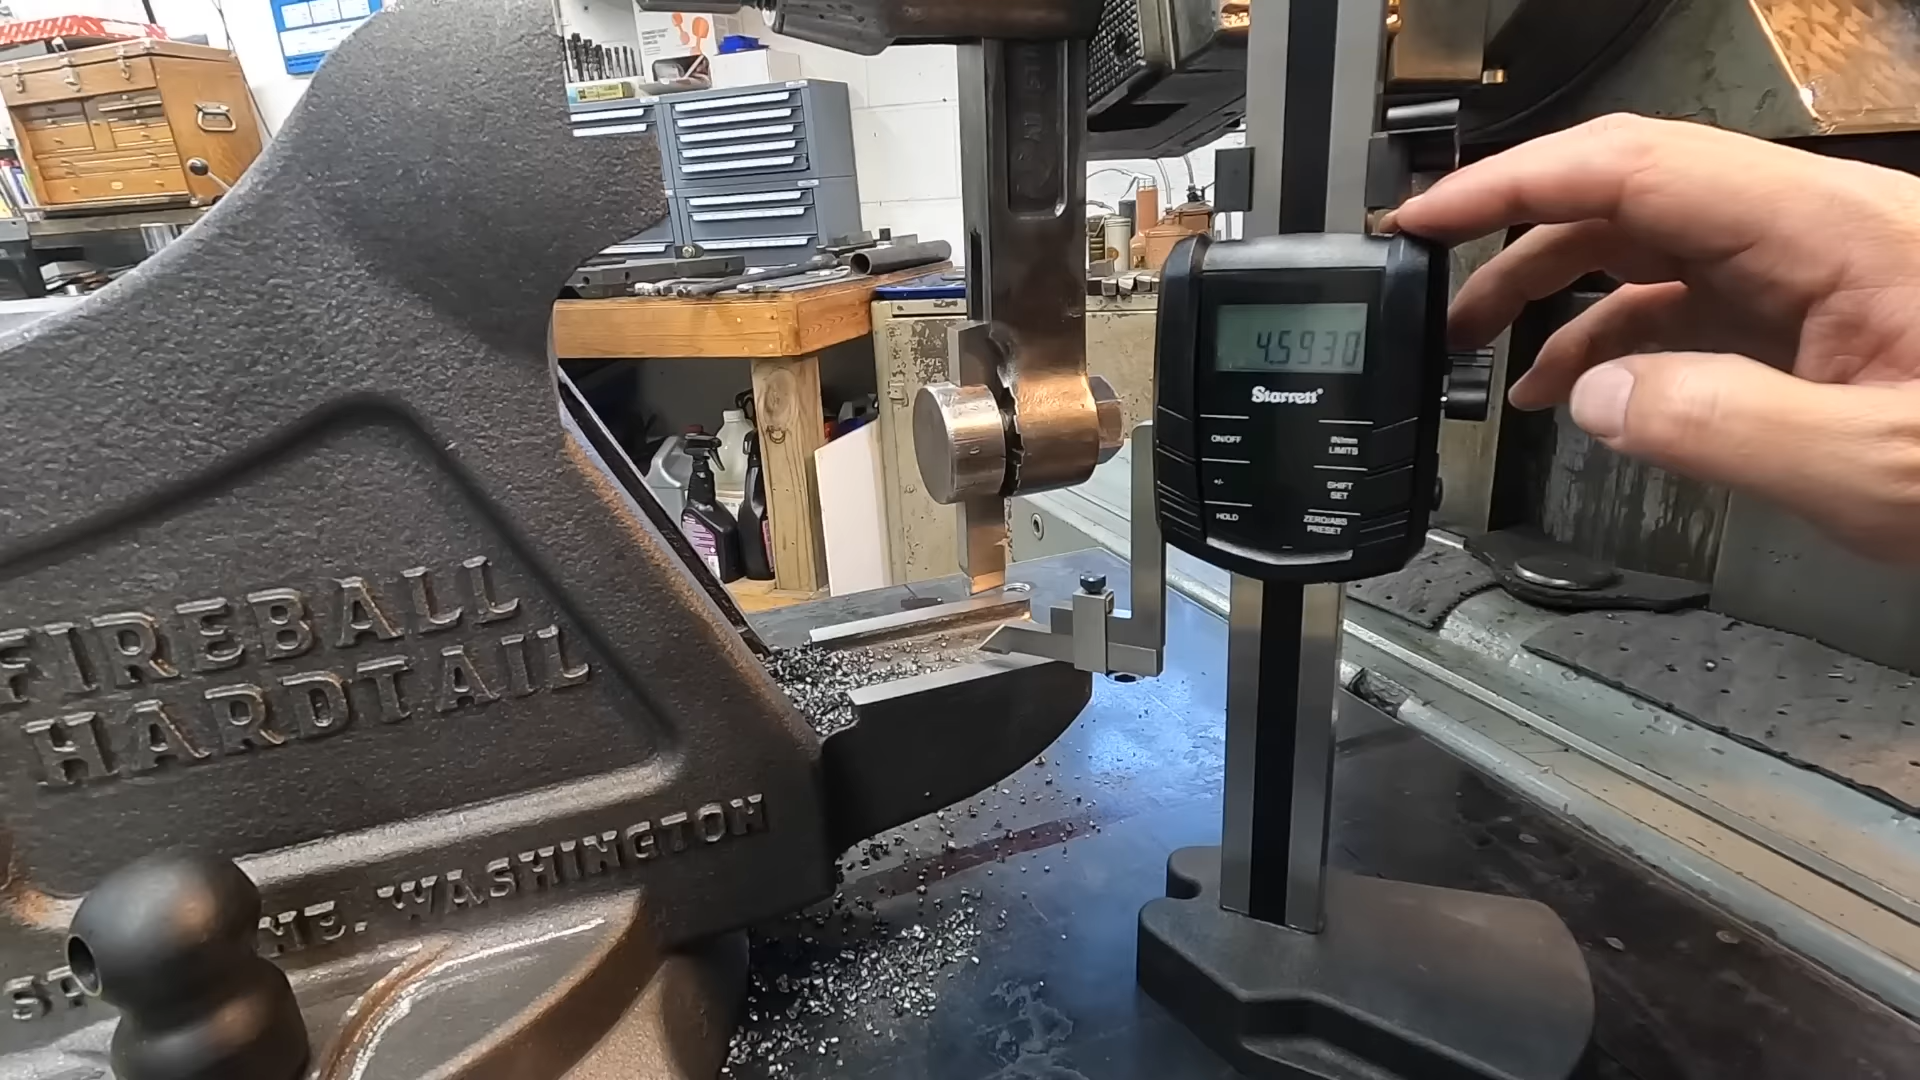 4.5930
Starrett
ON/OFF
IN/mm
LIMITS
+/-
SHIFT
SET
HOLD
ZERO/ABS
PRESET
FIREBALL
HARDTAIL
WASHINGTON